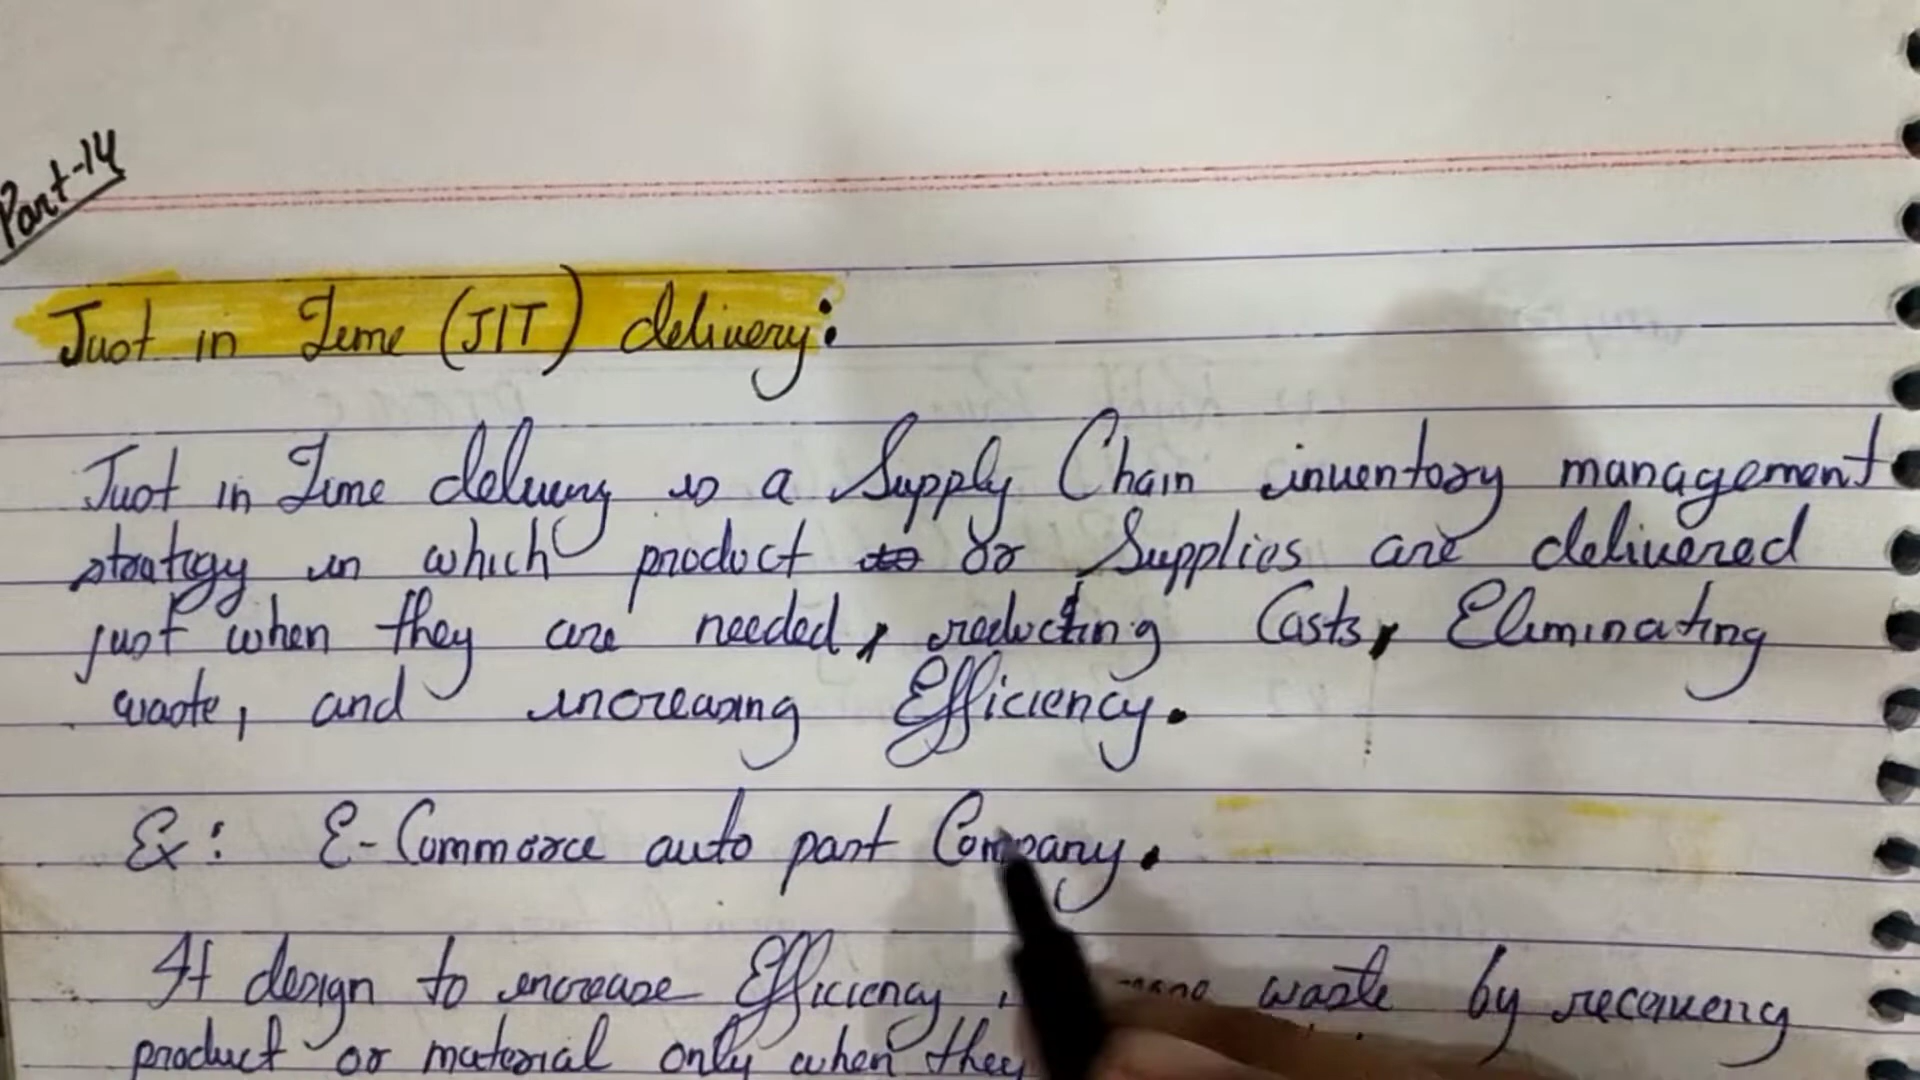 Part-14
Just in Time (JIT) delivery:
Just in Time delivery is a Supply Chain inventory management
strategy in which product or Supplies are delivered
just when they are needed, reducting Costs, Eliminating
waste, and increasing Efficiency.
Ex: E-Commerce auto part Company.
It design to increase Efficiency waste by receiveng
product or material only when they